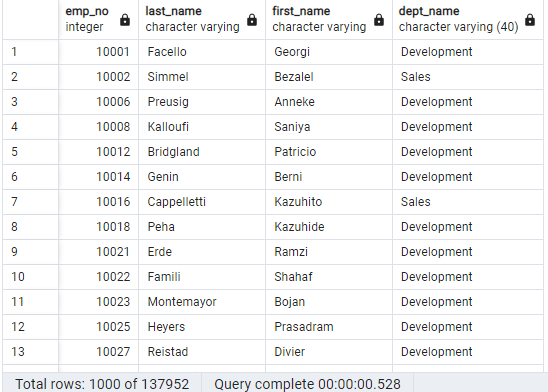 emp_no last_name first_name dept_name
integer character varying character varying character varying (40)
1 10001 Facello Georgi Development
2 10002 Simmel Bezalel Sales
3 10006 Preusig Anneke Development
4 10008 Kalloufi Saniya Development
5 10012 Bridgland Patricio Development
6 10014 Genin Berni Development
7 10016 Cappelletti Kazuhito Sales
8 10018 Peha Kazuhide Development
9 10021 Erde Ramzi Development
10 10022 Famili Shahaf Development
11 10023 Montemayor Bojan Development
12 10025 Heyers Prasadram Development
13 10027 Reistad Divier Development
Total rows: 1000 of 137952 Query complete 00:00:00.528